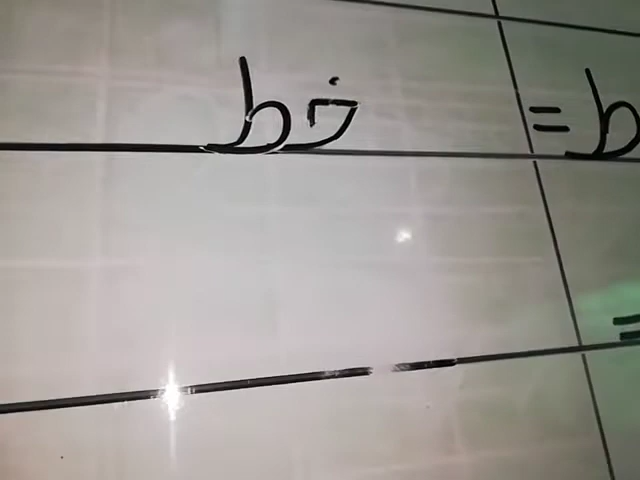 ط = خط
=